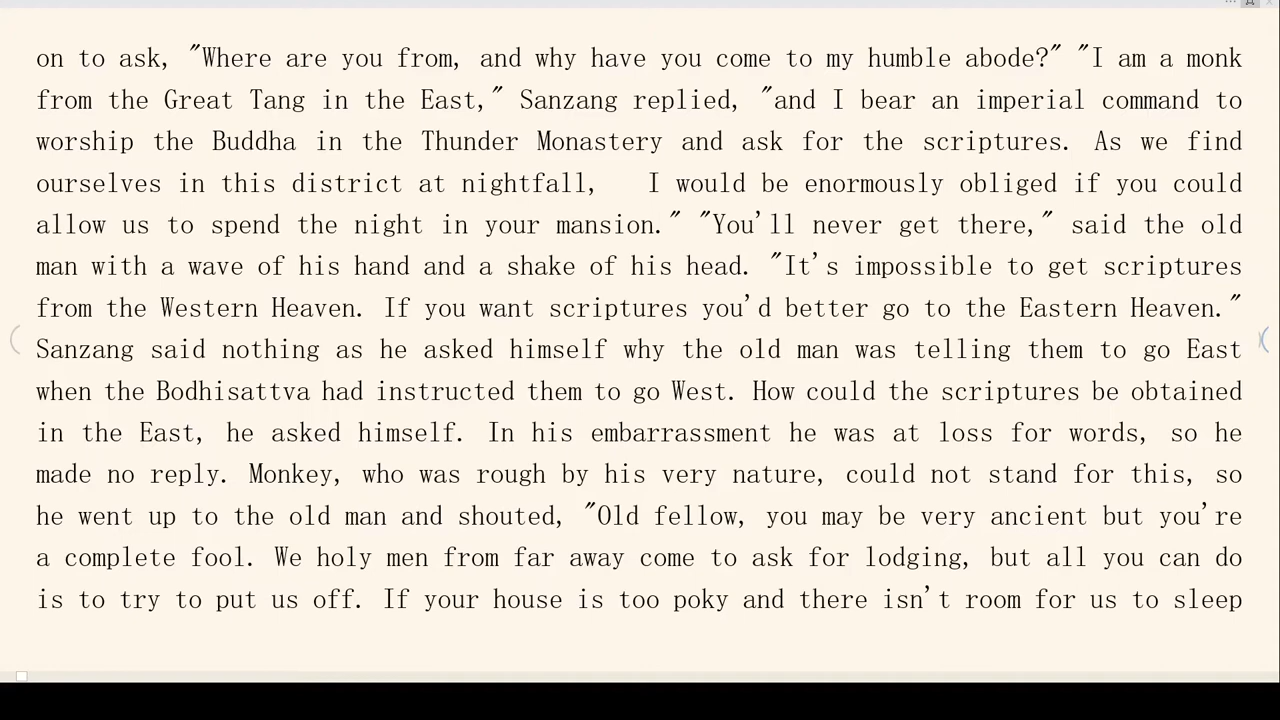 on to ask, "Where are you from, and why have you come to my humble abode?" "I am a monk
from the Great Tang in the East," Sanzang replied, "and I bear an imperial command to
worship the Buddha in the Thunder Monastery and ask for the scriptures. As we find
ourselves in this district at nightfall, I would be enormously obliged if you could
allow us to spend the night in your mansion." "You'll never get there," said the old
man with a wave of his hand and a shake of his head. "It's impossible to get scriptures
from the Western Heaven. If you want scriptures you'd better go to the Eastern Heaven."
Sanzang said nothing as he asked himself why the old man was telling them to go East
when the Bodhisattva had instructed them to go West. How could the scriptures be obtained
in the East, he asked himself. In his embarrassment he was at loss for words, so he
made no reply. Monkey, who was rough by his very nature, could not stand for this, so
he went up to the old man and shouted, "Old fellow, you may be very ancient but you're
a complete fool. We holy men from far away come to ask for lodging, but all you can do
is to try to put us off. If your house is too poky and there isn't room for us to sleep